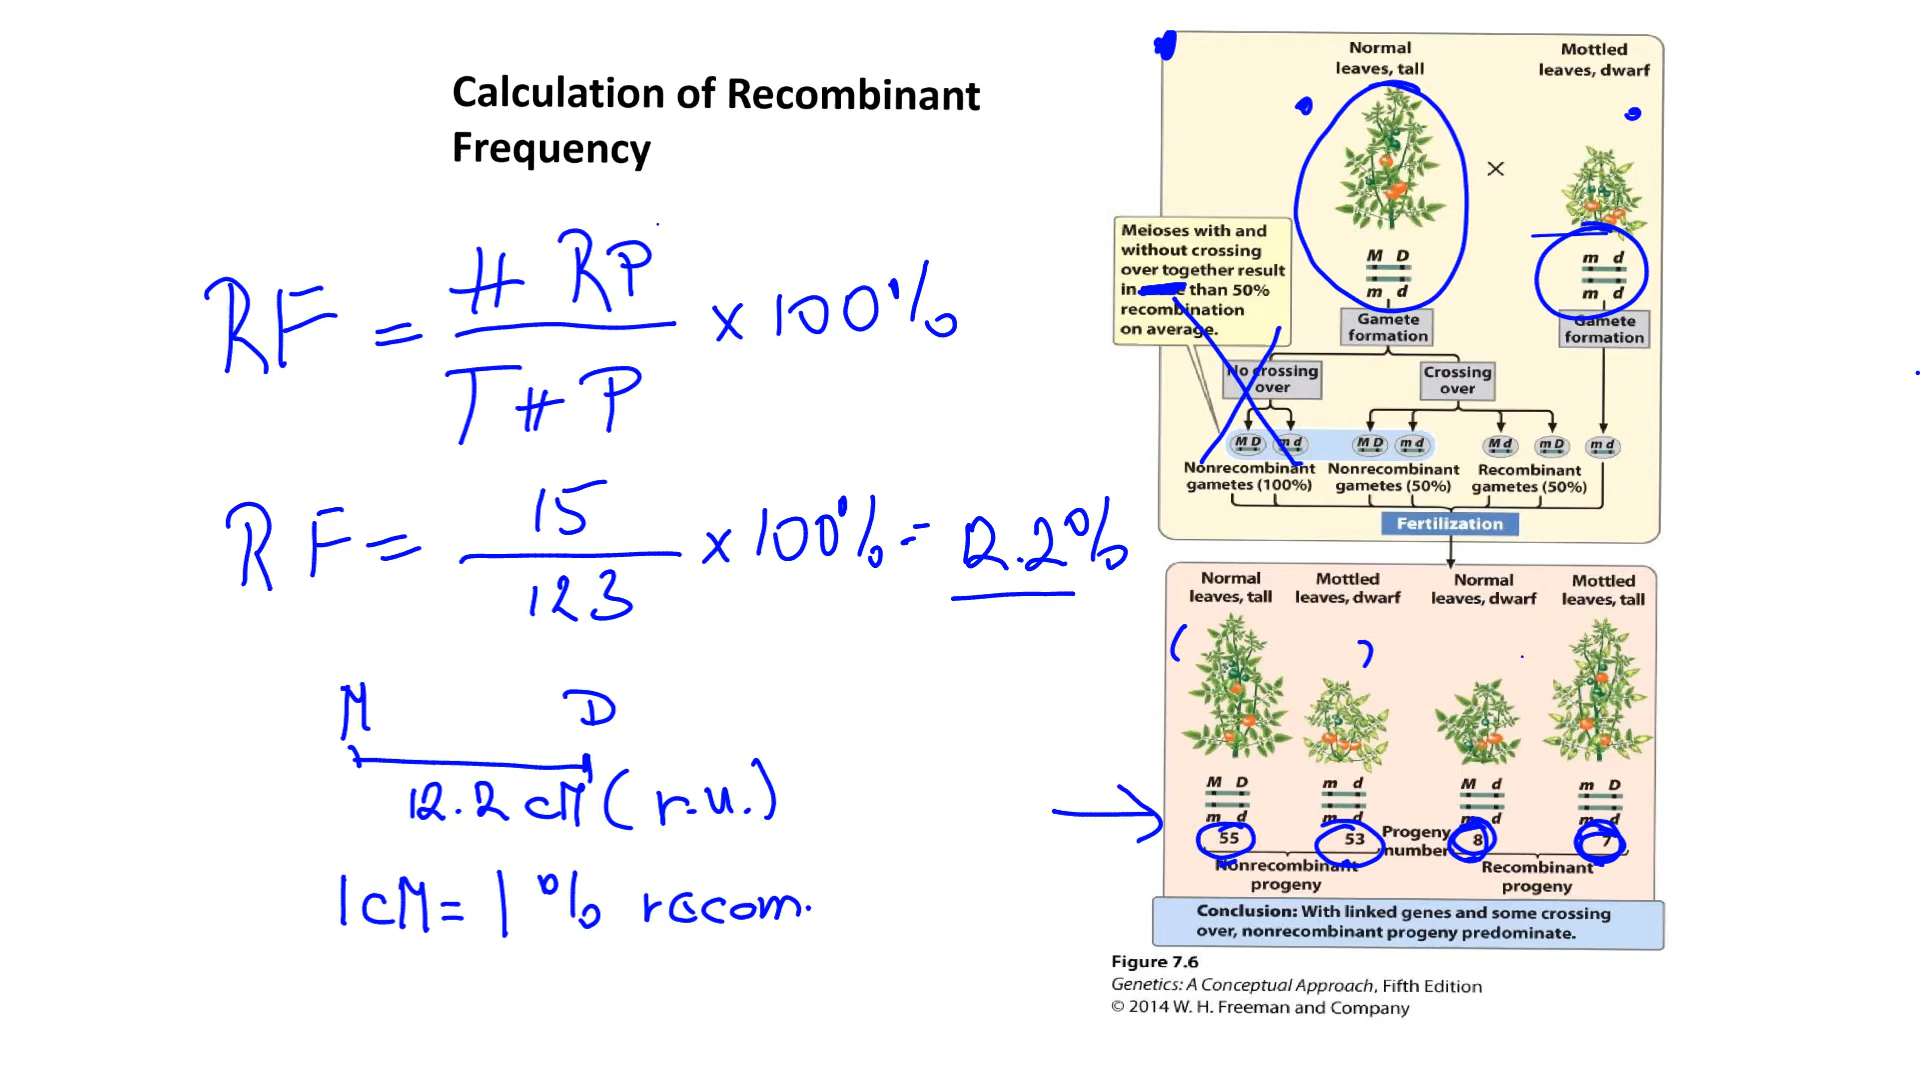 Calculation of Recombinant
Frequency
RF = # RP / T # P × 100%
RF = 15 / 123 × 100% = 12.2%
M D
12.2 cM (r.u.)
1cM = 1% recom.
Normal
leaves, tall
Mottled
leaves, dwarf
×
M D
m d
m d
m d
Meioses with and
without crossing
over together result
in than 50%
recombination
on average.
Gamete
formation
Gamete
formation
No crossing
over
Crossing
over
M D m d M D m d M d m D m d
Nonrecombinant
gametes (100%)
Nonrecombinant
gametes (50%)
Recombinant
gametes (50%)
Fertilization
Normal
leaves, tall
Mottled
leaves, dwarf
Normal
leaves, dwarf
Mottled
leaves, tall
M D m d M d m D
m d m d m d m d
55 53 Progeny number 8 7
Nonrecombinant
progeny
Recombinant
progeny
Conclusion: With linked genes and some crossing
over, nonrecombinant progeny predominate.
Figure 7.6
Genetics: A Conceptual Approach, Fifth Edition
© 2014 W. H. Freeman and Company